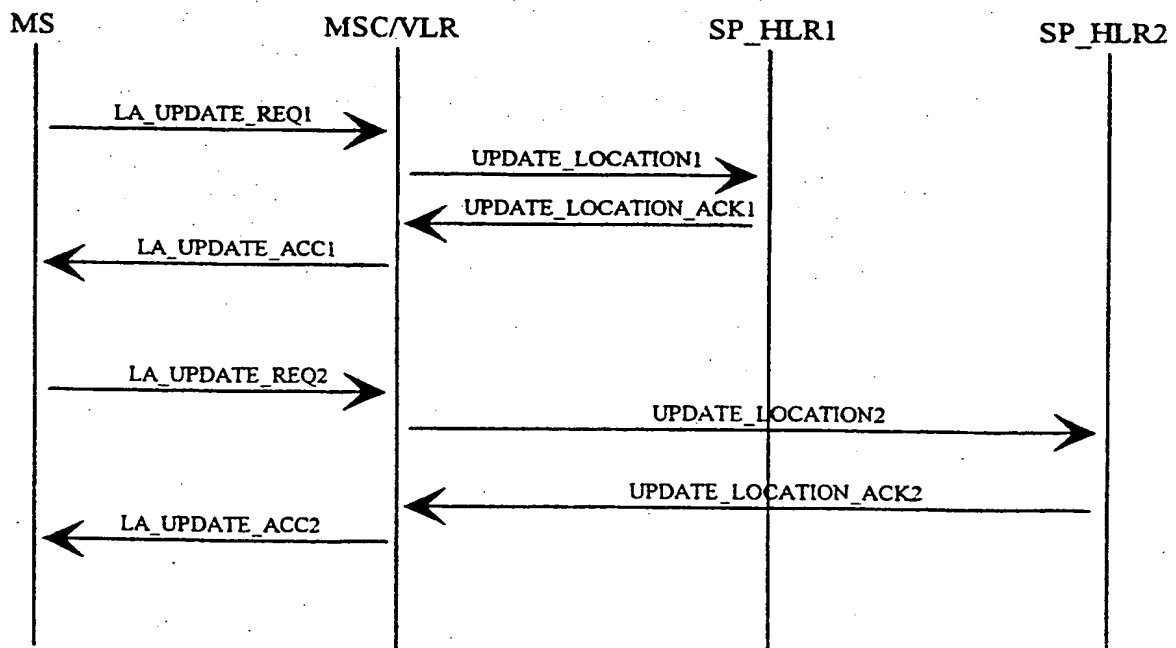 MS
MSC/VLR
SP_HLR1
SP_HLR2
LA_UPDATE_REQ1
UPDATE_LOCATION1
UPDATE_LOCATION_ACK1
LA_UPDATE_ACC1
LA_UPDATE_REQ2
UPDATE_LOCATION2
UPDATE_LOCATION_ACK2
LA_UPDATE_ACC2